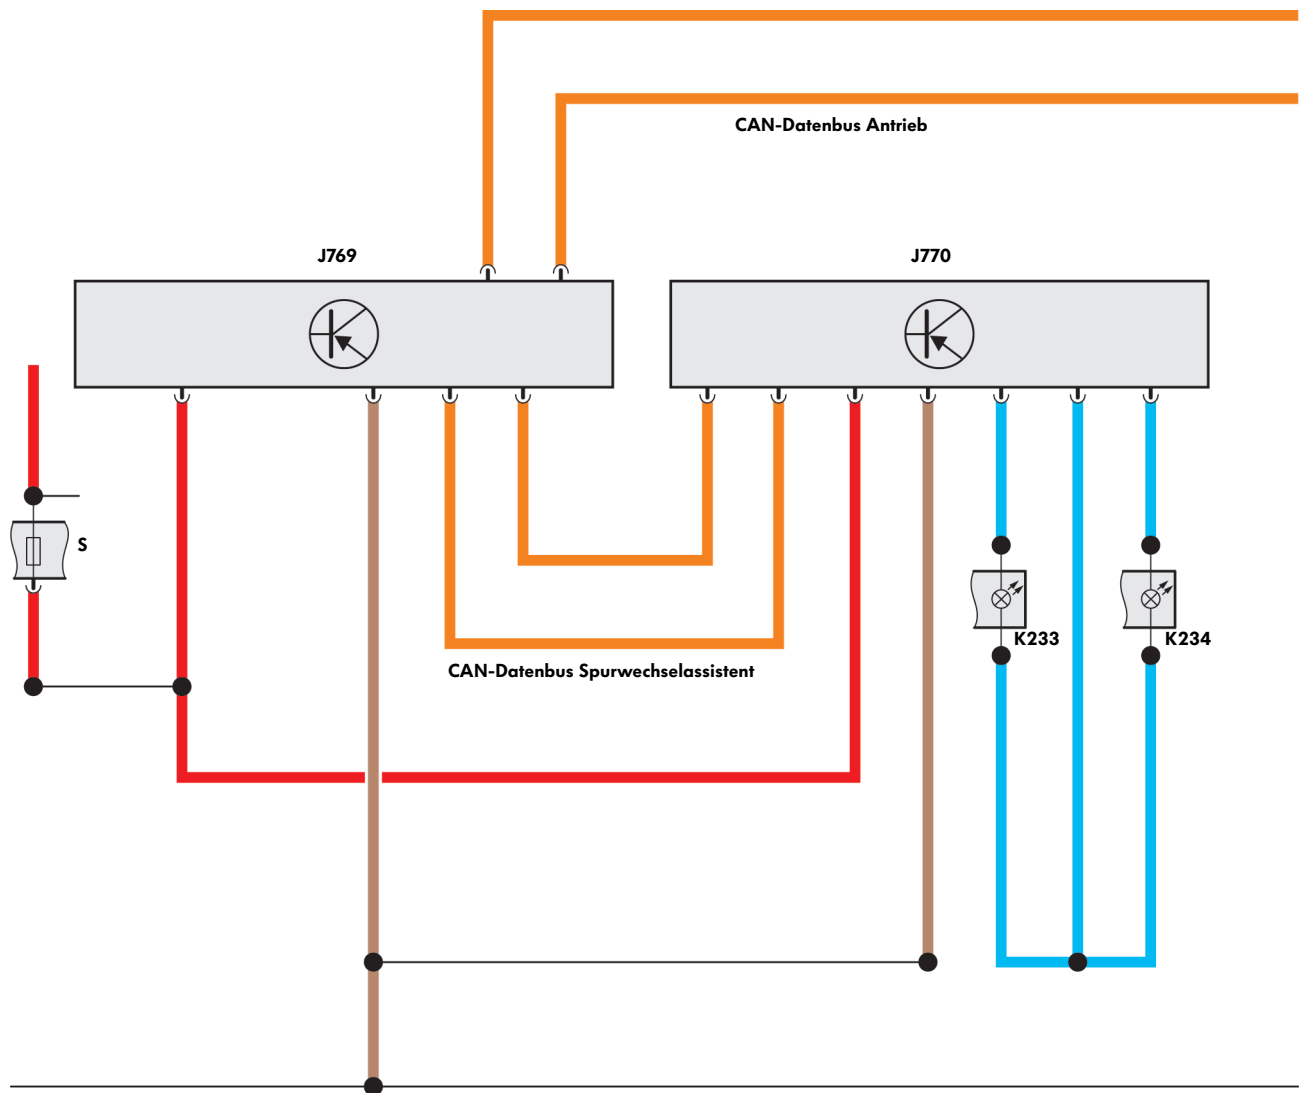 CAN-Datenbus Antrieb
J769
J770
S
K233
K234
CAN-Datenbus Spurwechselassistent